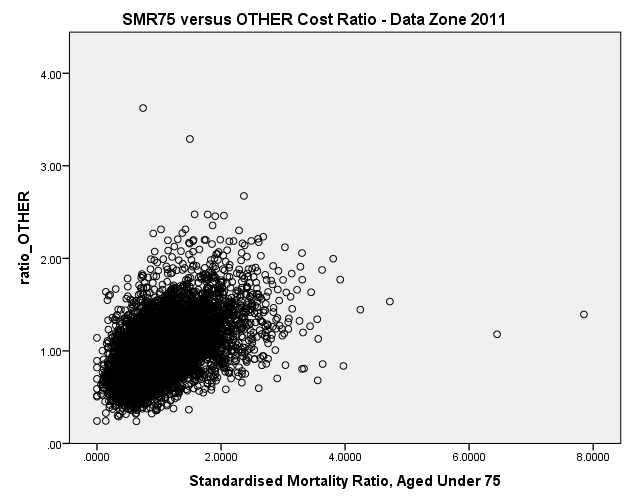 SMR75 versus OTHER Cost Ratio - Data Zone 2011
4.00
3.00
2.00
1.00
.00
ratio_OTHER
.0000 2.0000 4.0000 6.0000 8.0000
Standardised Mortality Ratio, Aged Under 75